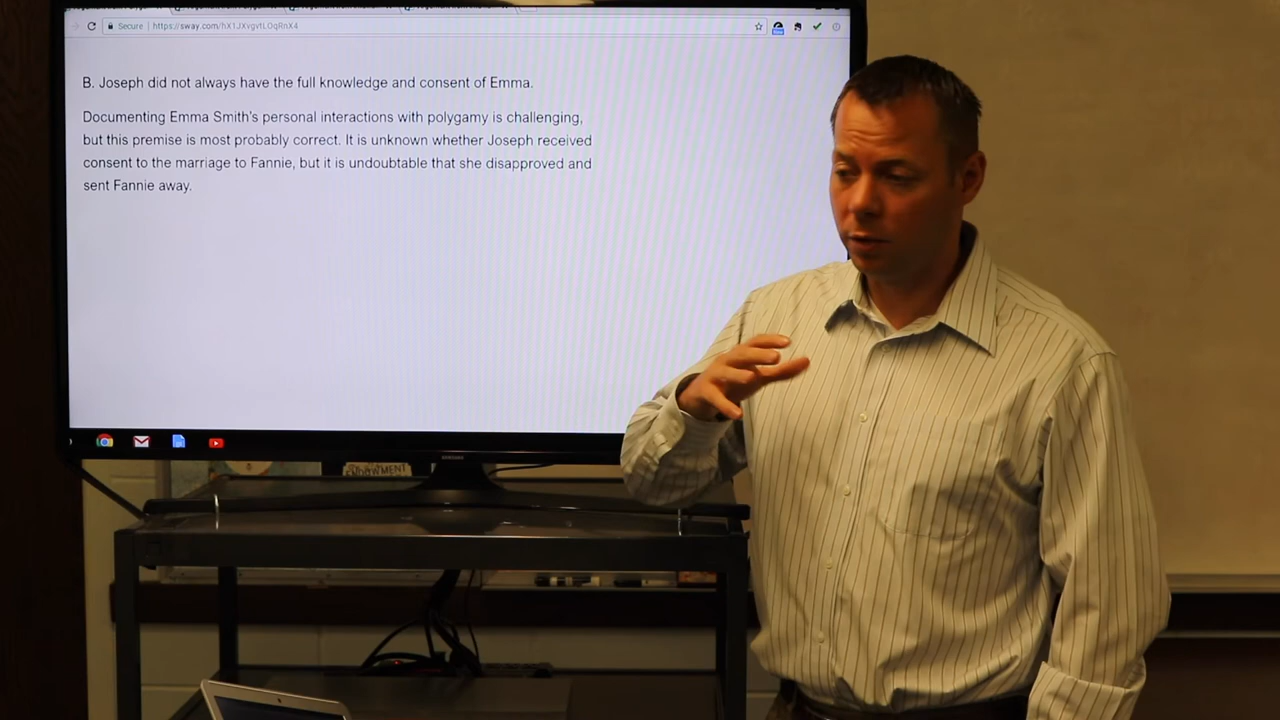 Secure | https://sway.com/hX1JXvgvtLOqRnX4
B. Joseph did not always have the full knowledge and consent of Emma.
Documenting Emma Smith's personal interactions with polygamy is challenging,
but this premise is most probably correct. It is unknown whether Joseph received
consent to the marriage to Fannie, but it is undoubtable that she disapproved and
sent Fannie away.
SAMSUNG